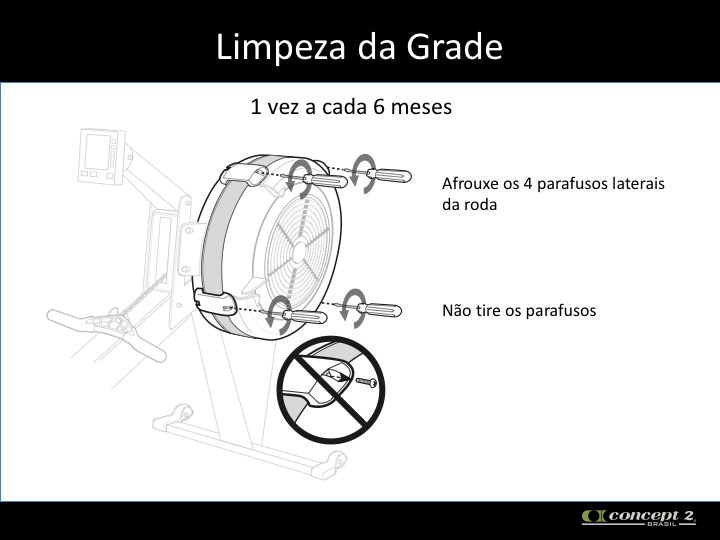 Limpeza da Grade
1 vez a cada 6 meses
Afrouxe os 4 parafusos laterais
da roda
Não tire os parafusos
concept 2
BRASIL